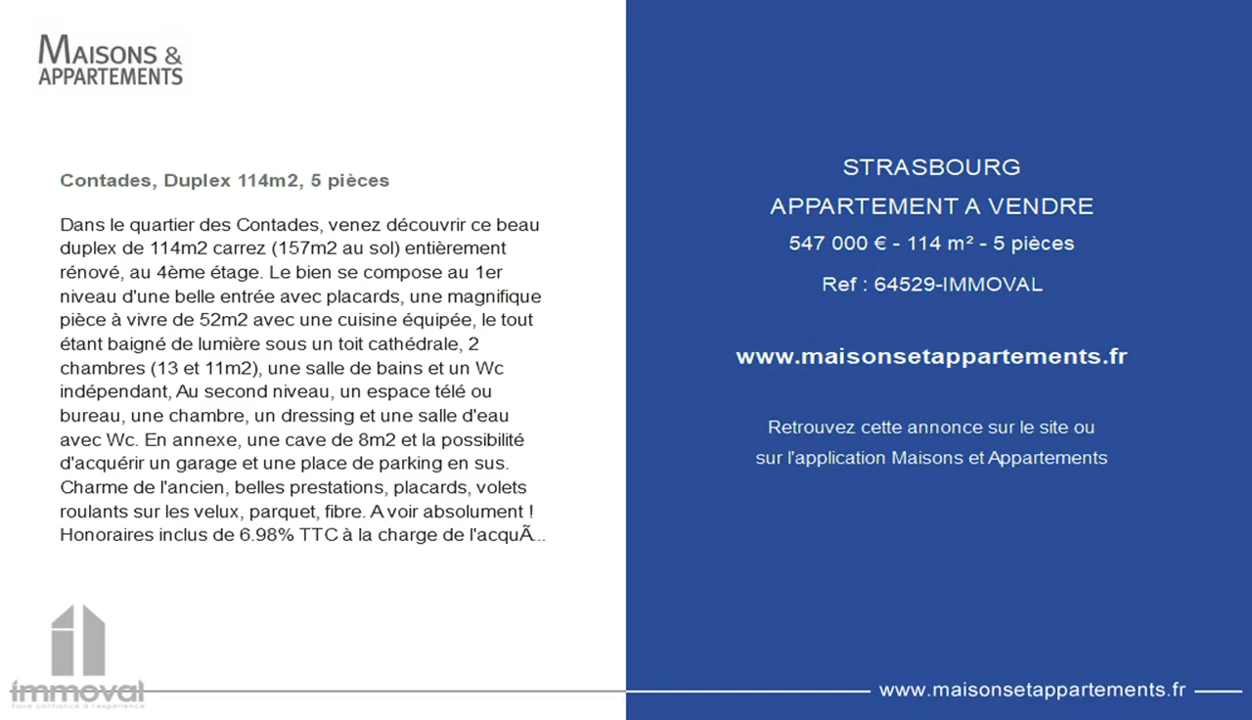 MAISONS &
APPARTEMENTS
Contades, Duplex 114m2, 5 pièces
Dans le quartier des Contades, venez découvrir ce beau
duplex de 114m2 carrez (157m2 au sol) entièrement
rénové, au 4ème étage. Le bien se compose au 1er
niveau d'une belle entrée avec placards, une magnifique
pièce à vivre de 52m2 avec une cuisine équipée, le tout
étant baigné de lumière sous un toit cathédrale, 2
chambres (13 et 11m2), une salle de bains et un Wc
indépendant, Au second niveau, un espace télé ou
bureau, une chambre, un dressing et une salle d'eau
avec Wc. En annexe, une cave de 8m2 et la possibilité
d'acquérir un garage et une place de parking en sus.
Charme de l'ancien, belles prestations, placards, volets
roulants sur les velux, parquet, fibre. A voir absolument !
Honoraires inclus de 6.98% TTC à la charge de l'acquÃ...
immoval
Faire confiance à l'expérience
STRASBOURG
APPARTEMENT A VENDRE
547 000 € - 114 m² - 5 pièces
Ref : 64529-IMMOVAL
www.maisonsetappartements.fr
Retrouvez cette annonce sur le site ou
sur l'application Maisons et Appartements
www.maisonsetappartements.fr